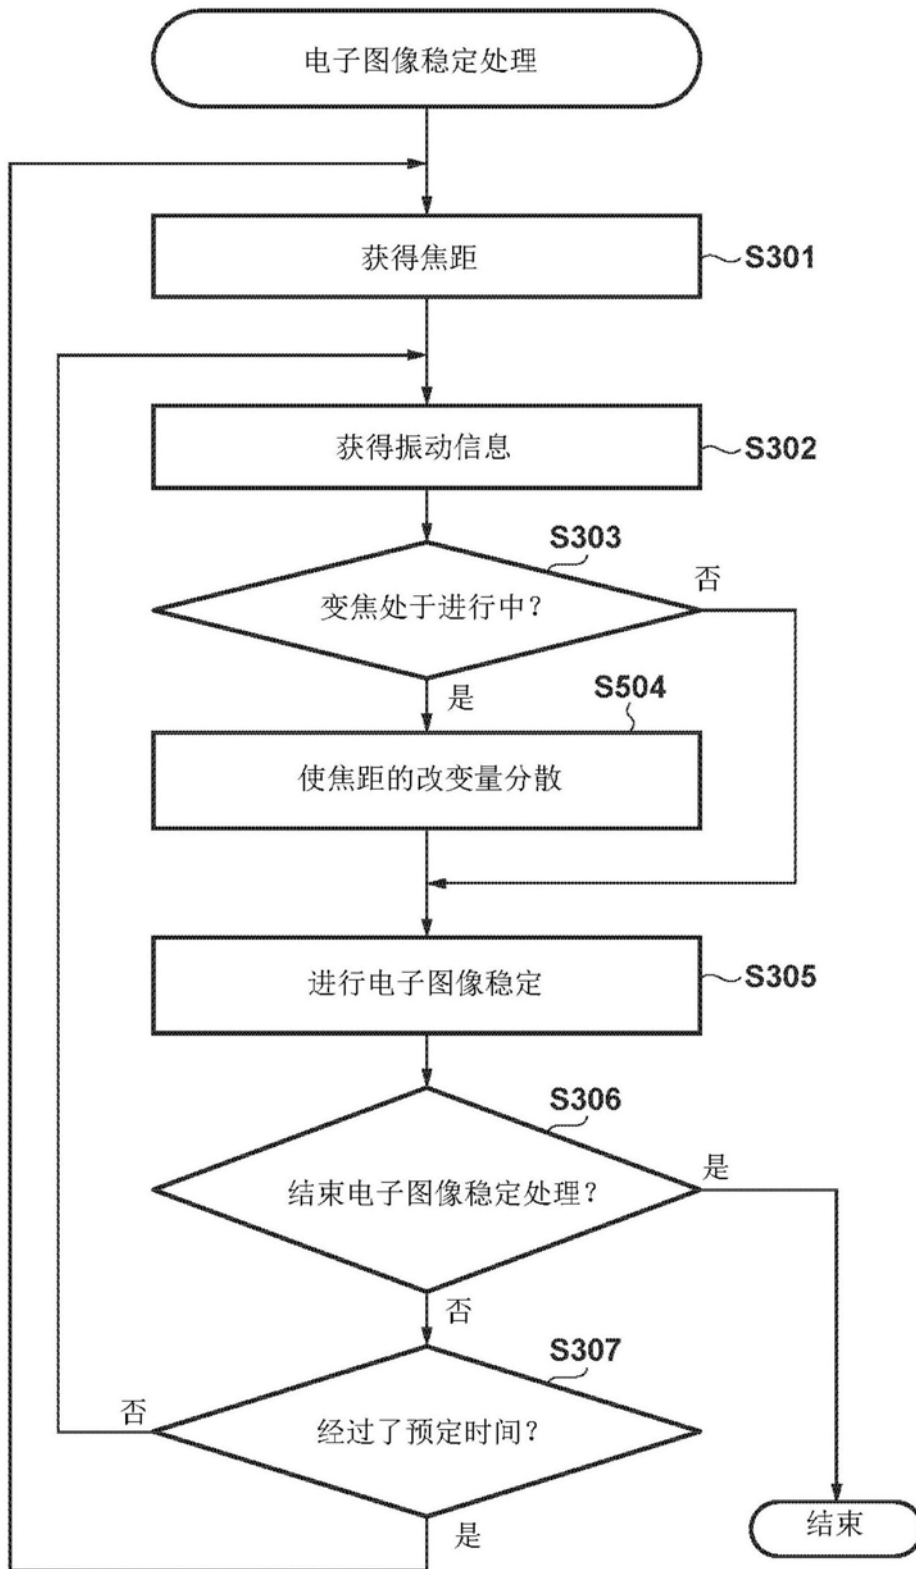 电子图像稳定处理
获得焦距
S301
获得振动信息
S302
S303
变焦处于进行中?
否
是
S504
使焦距的改变量分散
进行电子图像稳定
S305
S306
结束电子图像稳定处理?
是
否
S307
否
经过了预定时间?
是
结束